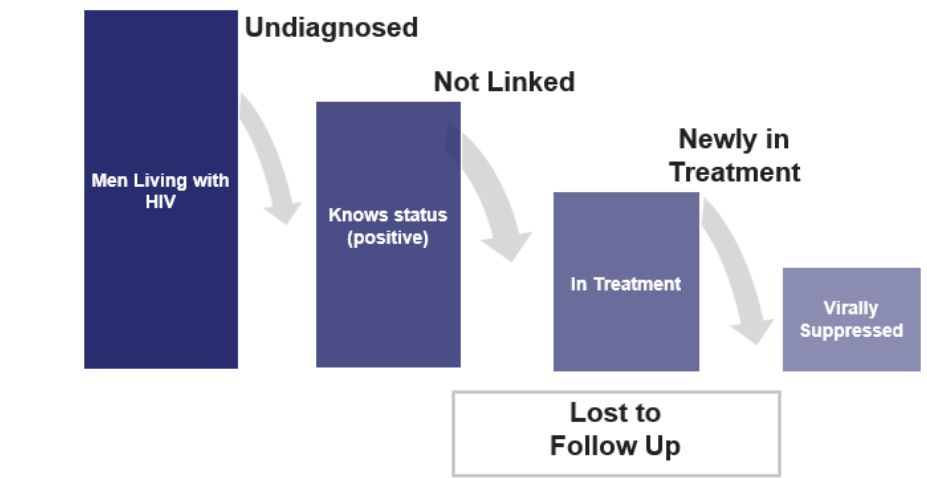 Undiagnosed
Not Linked
Newly in
Treatment
Men Living with
HIV
Knows status
(positive)
In Treatment
Virally
Suppressed
Lost to
Follow Up